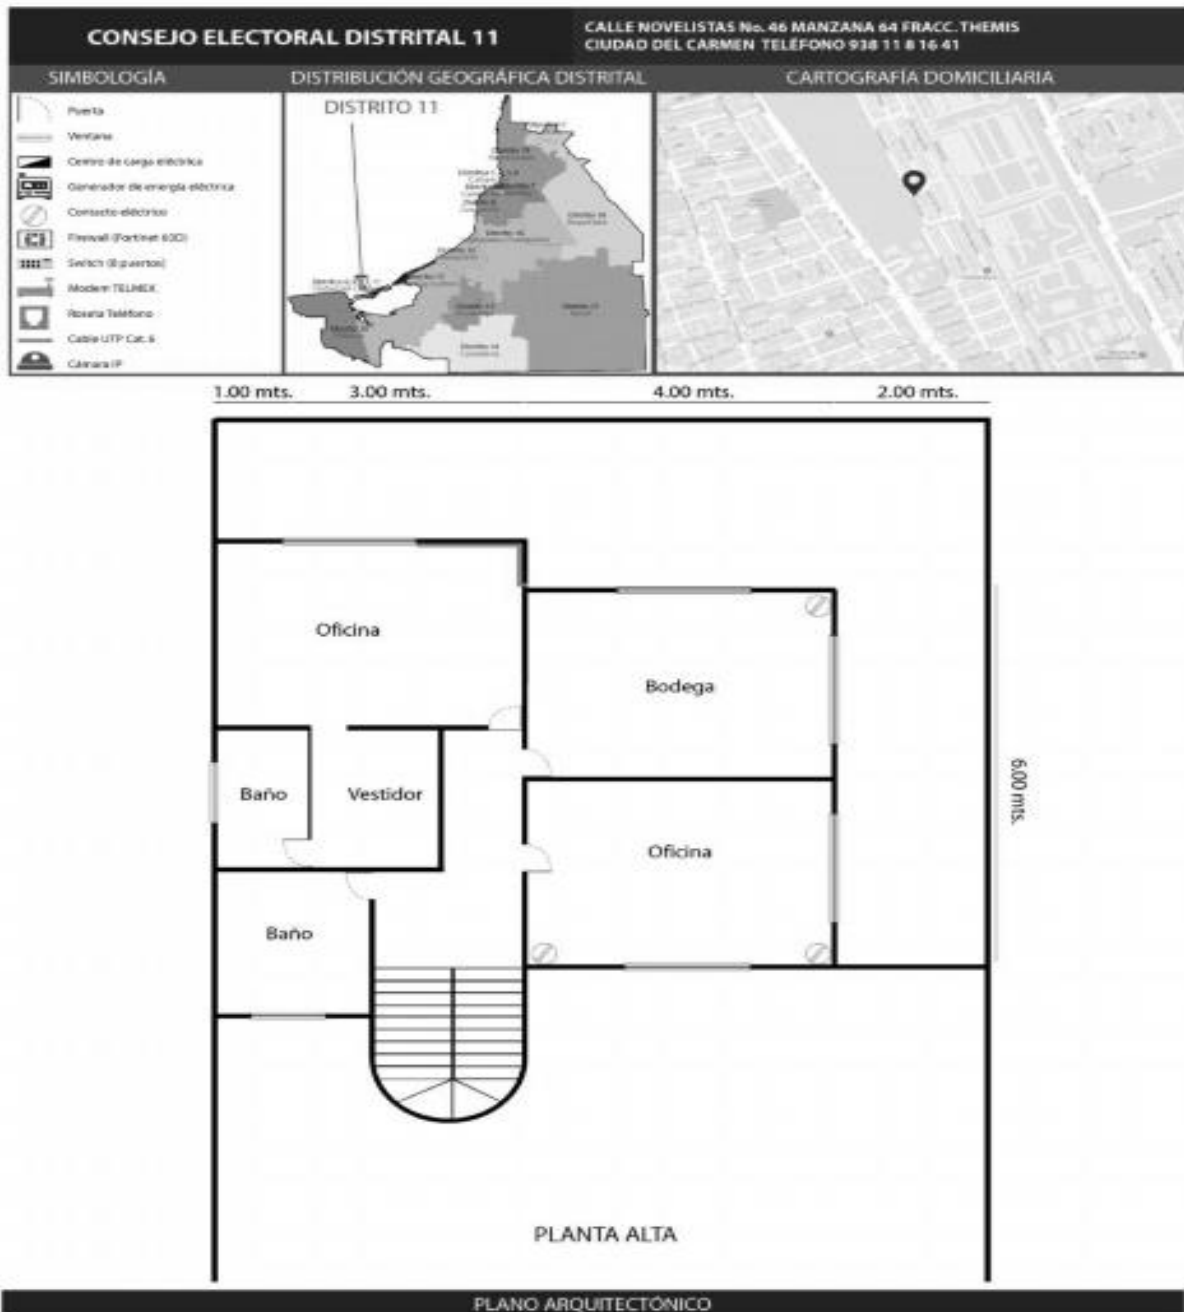 CONSEJO ELECTORAL DISTRITAL 11
CALLE NOVELISTAS No. 46 MANZANA 64 FRACC. THEMIS
CIUDAD DEL CARMEN TELÉFONO 938 11 8 16 41
SIMBOLOGÍA
DISTRIBUCIÓN GEOGRÁFICA DISTRITAL
CARTOGRAFÍA DOMICILIARIA
Puerta
Ventana
Centro de carga eléctrica
Generador de energía eléctrica
Contacto eléctrico
Firewall (Fortinet 60D)
Switch (8 puertos)
Modem TELMEX
Roseta Teléfono
Cable UTP Cat. 6
Cámara IP
DISTRITO 11
1.00 mts.
3.00 mts.
4.00 mts.
2.00 mts.
Oficina
Bodega
6.00 mts.
Baño
Vestidor
Oficina
Baño
PLANTA ALTA
PLANO ARQUITECTÓNICO